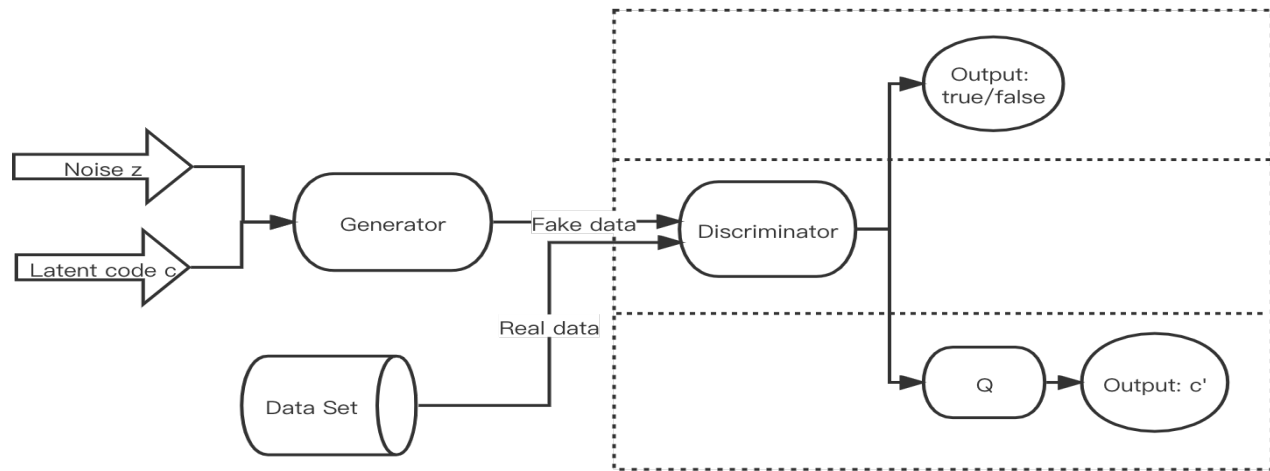 Output:
true/false
Noise z
Generator
Fake data
Discriminator
Latent code c
Real data
Data Set
Q
Output: c'